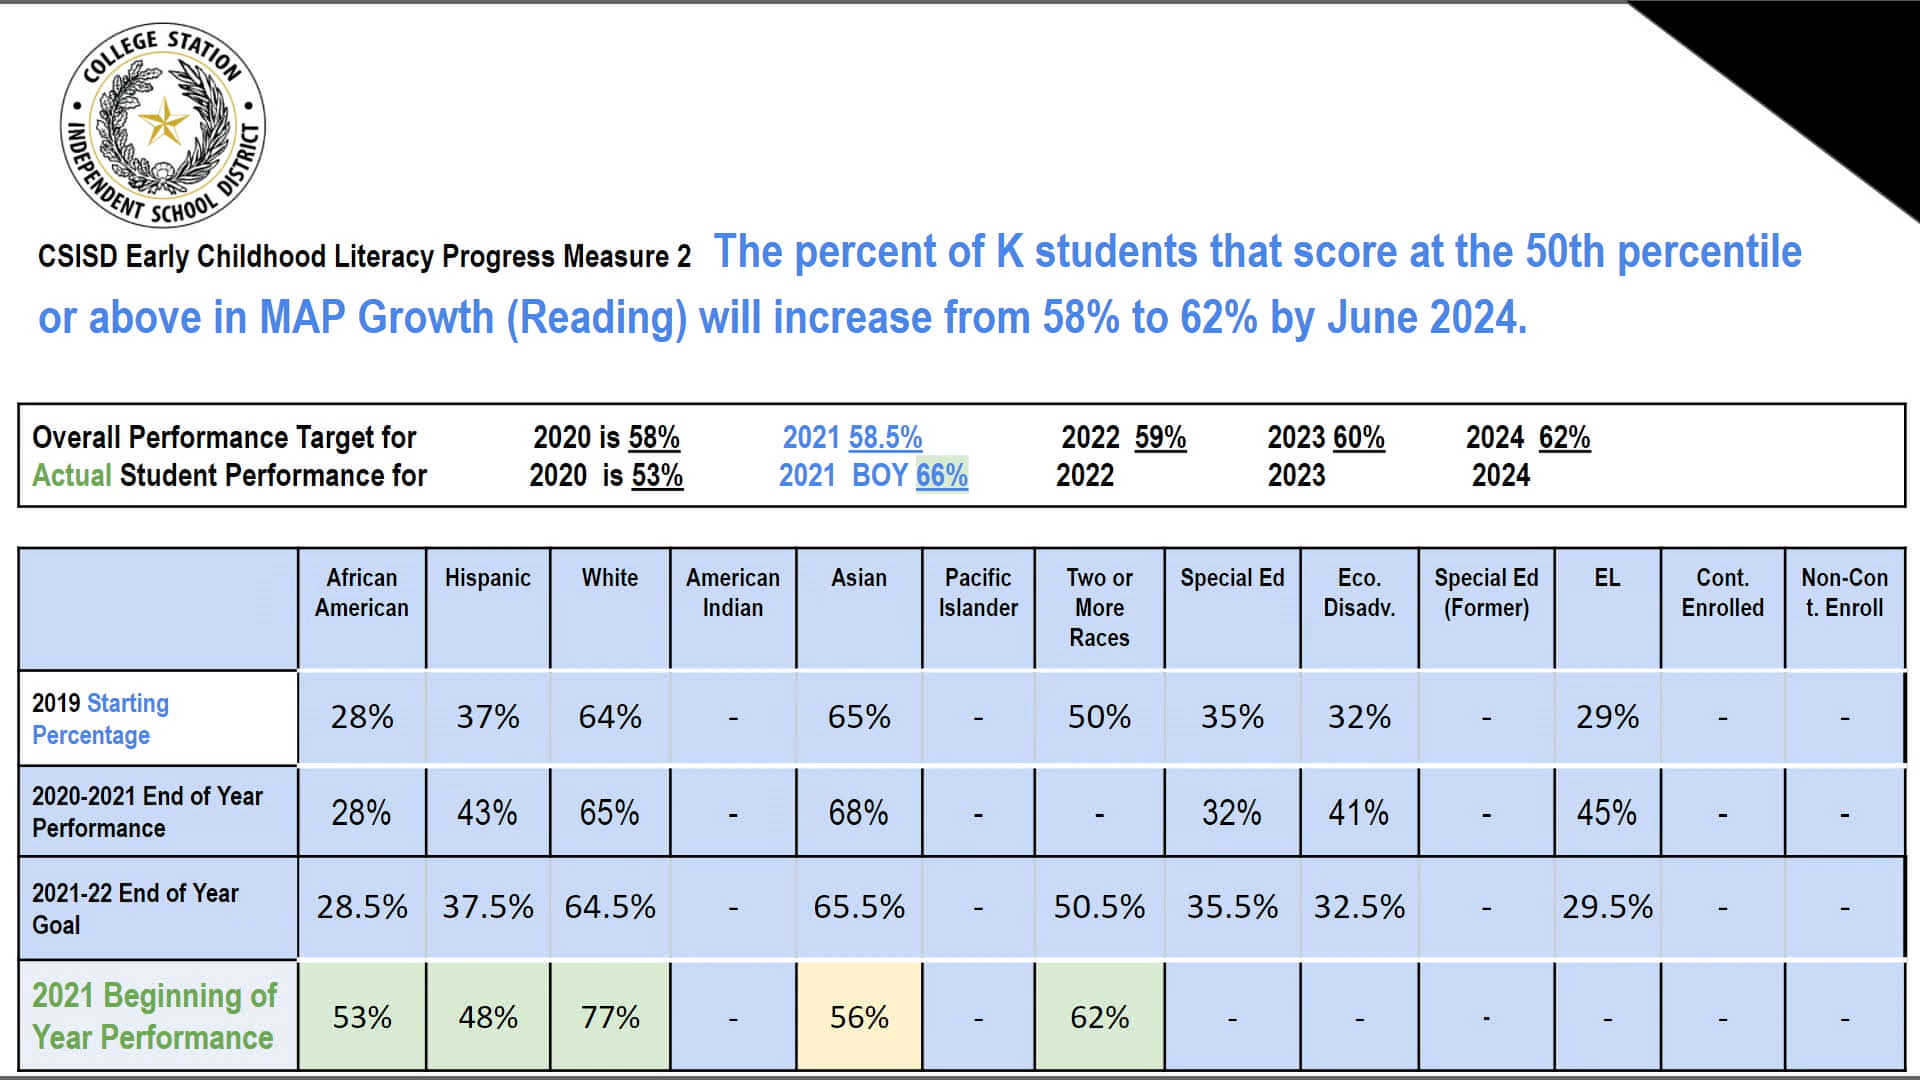 COLLEGE STATION
INDEPENDENT SCHOOL DISTRICT
CSISD Early Childhood Literacy Progress Measure 2 The percent of K students that score at the 50th percentile
or above in MAP Growth (Reading) will increase from 58% to 62% by June 2024.
Overall Performance Target for 2020 is 58% 2021 58.5% 2022 59% 2023 60% 2024 62%
Actual Student Performance for 2020 is 53% 2021 BOY 66% 2022 2023 2024
African American Hispanic White American Indian Asian Pacific Islander Two or More Races Special Ed Eco. Disadv. Special Ed (Former) EL Cont. Enrolled Non-Con t. Enroll
2019 Starting Percentage 28% 37% 64% - 65% - 50% 35% 32% - 29% - -
2020-2021 End of Year Performance 28% 43% 65% - 68% - - 32% 41% - 45% - -
2021-22 End of Year Goal 28.5% 37.5% 64.5% - 65.5% - 50.5% 35.5% 32.5% - 29.5% - -
2021 Beginning of Year Performance 53% 48% 77% - 56% - 62% - - - - - -